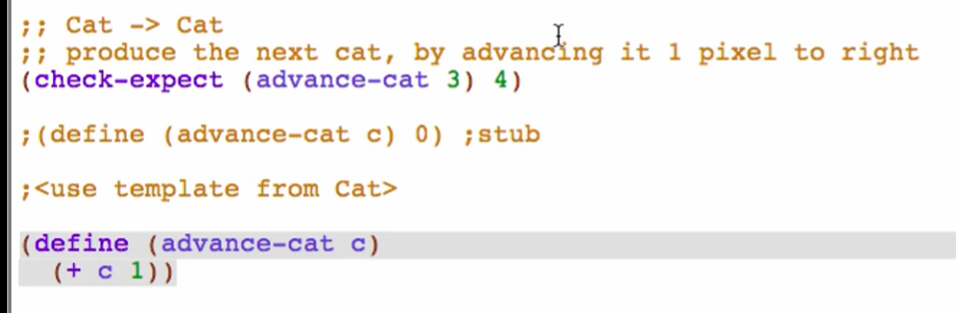 ;; Cat -> Cat
;; produce the next cat, by advancing it 1 pixel to right
(check-expect (advance-cat 3) 4)
;(define (advance-cat c) 0) ;stub
;<use template from Cat>
(define (advance-cat c)
(+ c 1))